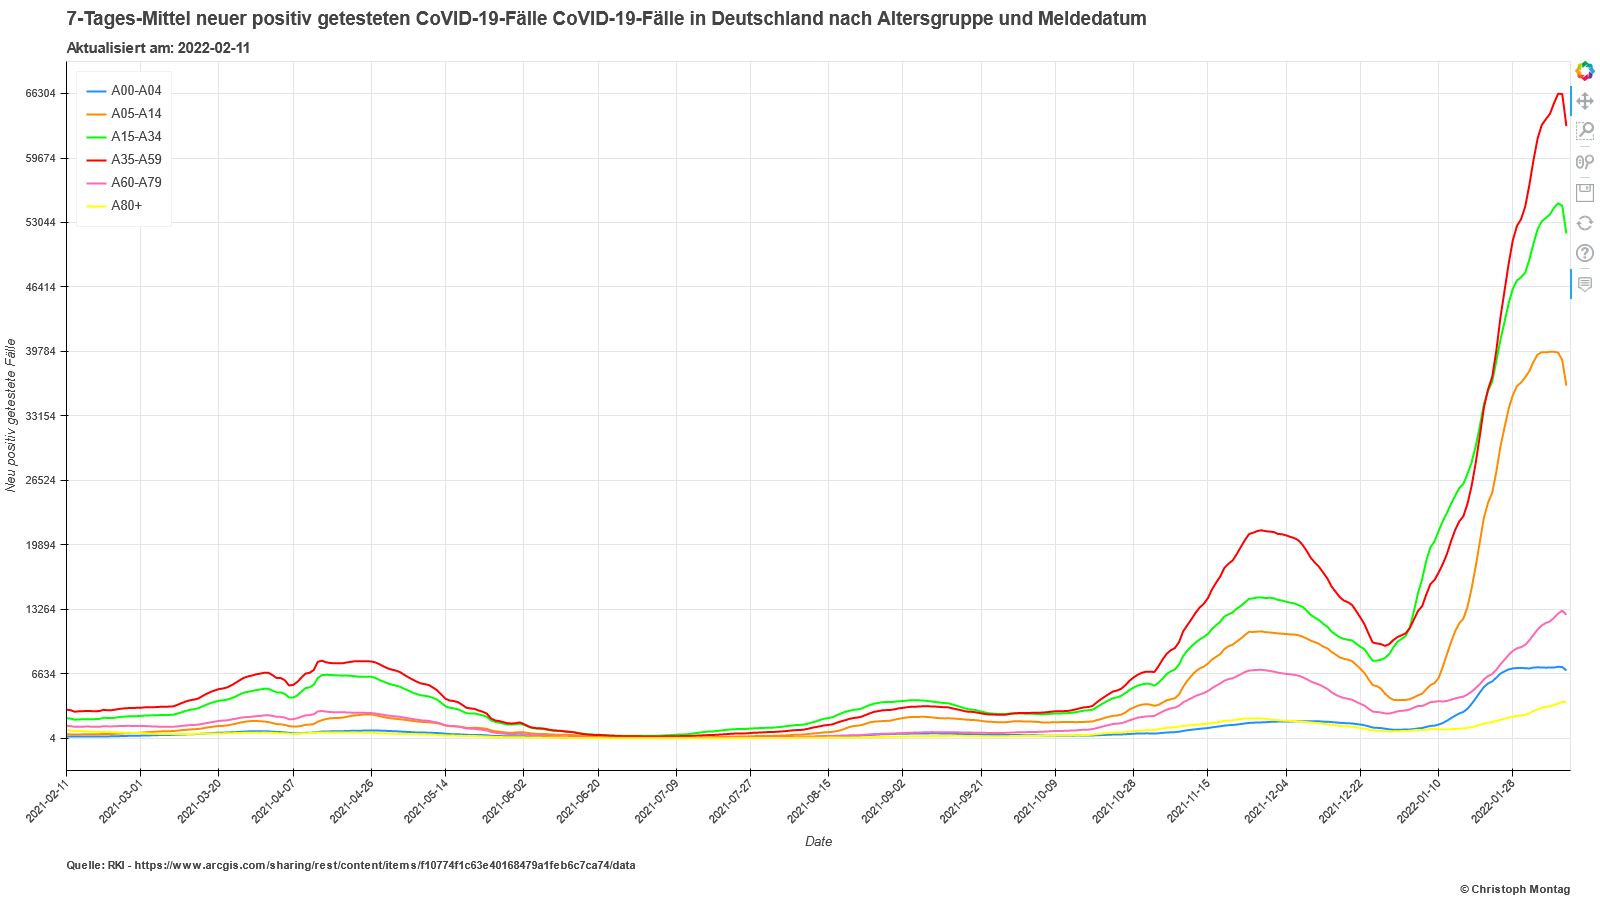 7-Tages-Mittel neuer positiv getesteten CoVID-19-Fälle CoVID-19-Fälle in Deutschland nach Altersgruppe und Meldedatum
Aktualisiert am: 2022-02-11
A00-A04
A05-A14
A15-A34
A35-A59
A60-A79
A80+
66304
59674
53044
46414
39784
33154
26524
19894
13264
6634
4
Neu positiv getestete Fälle
2021-02-11
2021-03-01
2021-03-20
2021-04-07
2021-04-26
2021-05-14
2021-06-02
2021-06-20
2021-07-09
2021-07-27
2021-08-15
2021-09-02
2021-09-21
2021-10-09
2021-10-28
2021-11-15
2021-12-04
2021-12-22
2022-01-10
2022-01-28
Date
Quelle: RKI - https://www.arcgis.com/sharing/rest/content/items/f10774f1c63e40168479a1feb6c7ca74/data
© Christoph Montag